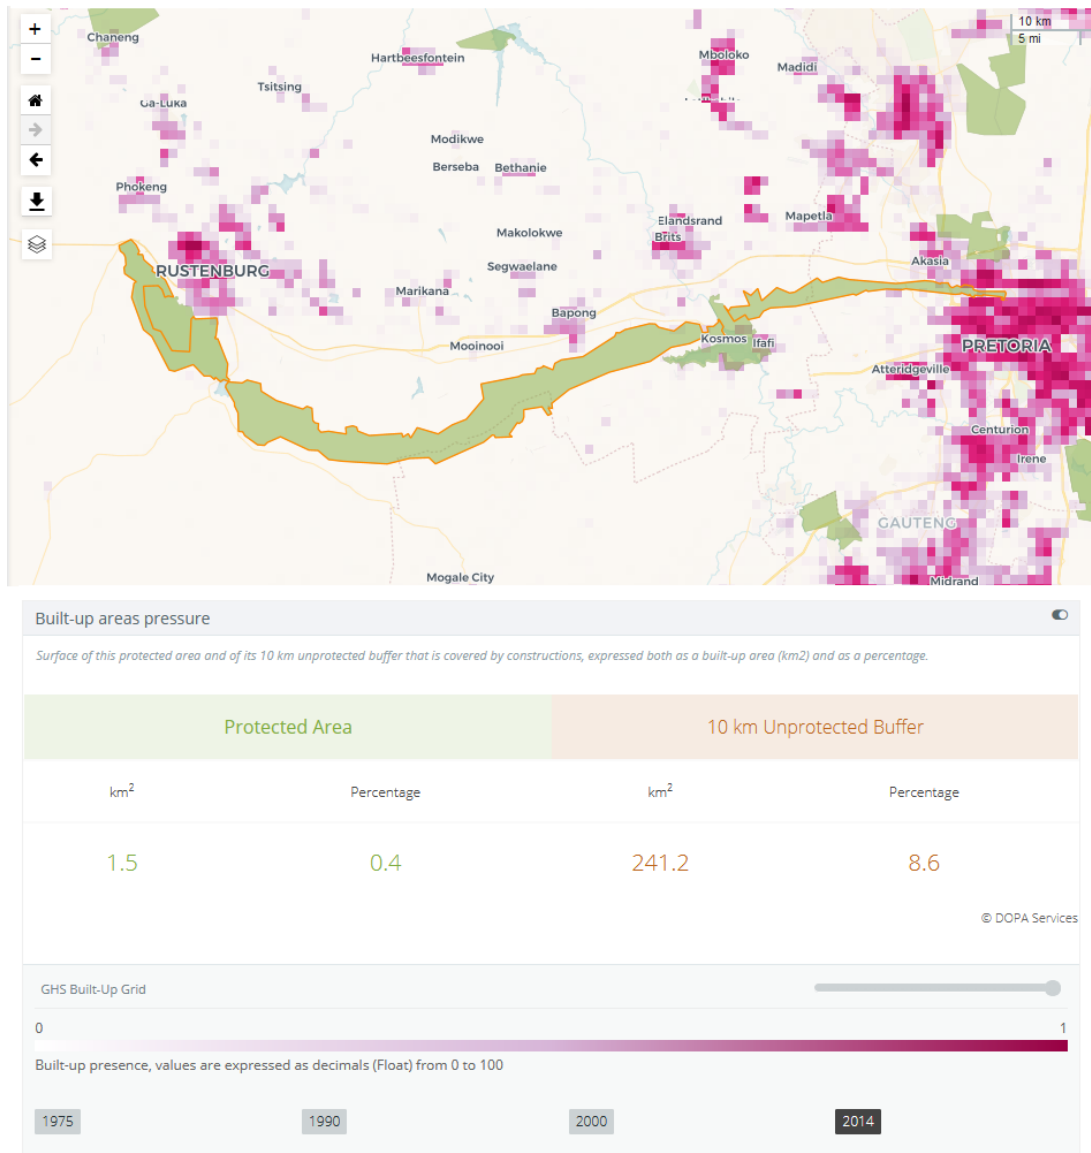 +
10 km
5 mi
-
Chaneng
Hartbeesfontein
Mboloko
Madidi
Tsitsing
Ga-Luka
Modikwe
Berseba
Bethanie
Phokeng
Elandsrand
Mapetla
Makolokwe
Brits
Akasia
RUSTENBURG
Segwaelane
Marikana
Bapong
Mooinooi
Kosmos
Ifafi
PRETORIA
Atteridgeville
Centurion
Irene
GAUTENG
Mogale City
Midrand
Built-up areas pressure
Surface of this protected area and of its 10 km unprotected buffer that is covered by constructions, expressed both as a built-up area (km2) and as a percentage.
Protected Area 10 km Unprotected Buffer
km² Percentage km² Percentage
1.5 0.4 241.2 8.6
© DOPA Services
GHS Built-Up Grid
0 1
Built-up presence, values are expressed as decimals (Float) from 0 to 100
1975 1990 2000 2014